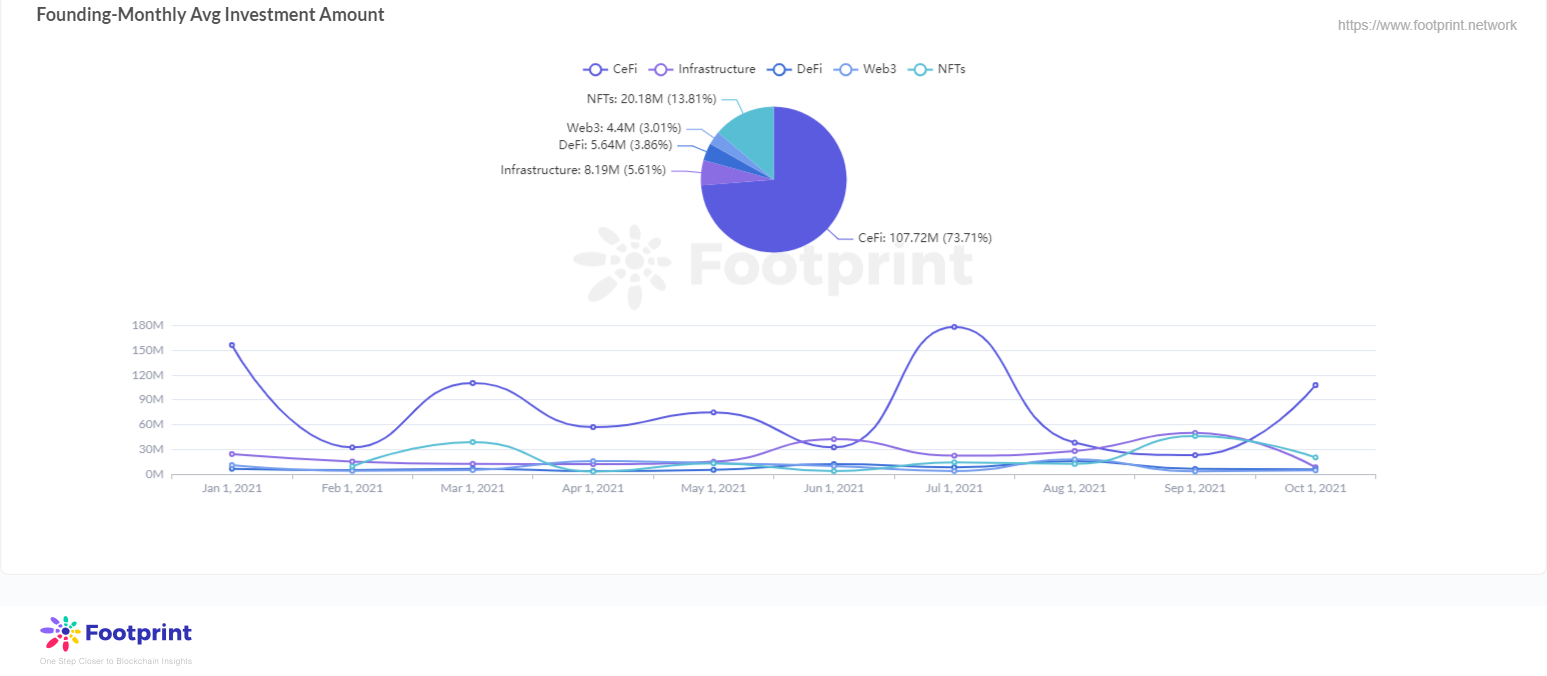 Founding-Monthly Avg Investment Amount
https://www.footprint.network
CeFi Infrastructure DeFi Web3 NFTs
NFTs: 20.18M (13.81%)
Web3: 4.4M (3.01%)
DeFi: 5.64M (3.86%)
Infrastructure: 8.19M (5.61%)
CeFi: 107.72M (73.71%)
Footprint
180M
150M
120M
90M
60M
30M
0M
Jan 1, 2021 Feb 1, 2021 Mar 1, 2021 Apr 1, 2021 May 1, 2021 Jun 1, 2021 Jul 1, 2021 Aug 1, 2021 Sep 1, 2021 Oct 1, 2021
Footprint
One Step Closer to Blockchain Insights